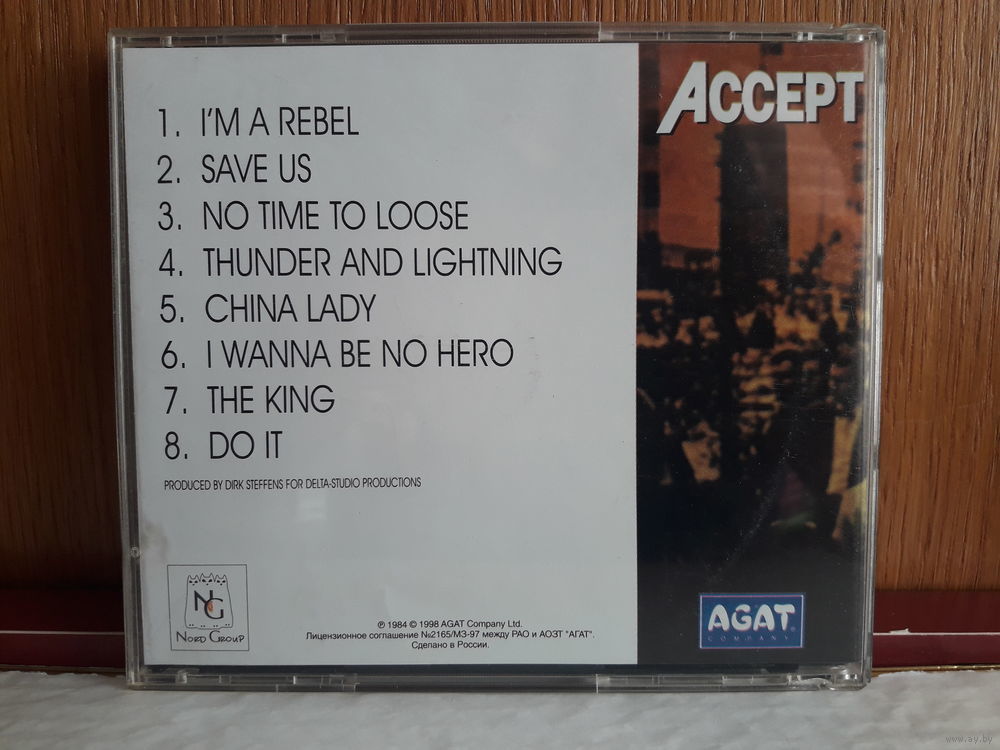 ACCEPT
1. I'M A REBEL
2. SAVE US
3. NO TIME TO LOOSE
4. THUNDER AND LIGHTNING
5. CHINA LADY
6. I WANNA BE NO HERO
7. THE KING
8. DO IT
PRODUCED BY DIRK STEFFENS FOR DELTA-STUDIO PRODUCTIONS
NG
NORD GROUP
℗ 1984 © 1998 AGAT Company Ltd.
Лицензионное соглашение №2165/МЗ-97 между РАО и АОЗТ "АГАТ".
Сделано в России.
AGAT®
COMPANY
www.ay.by